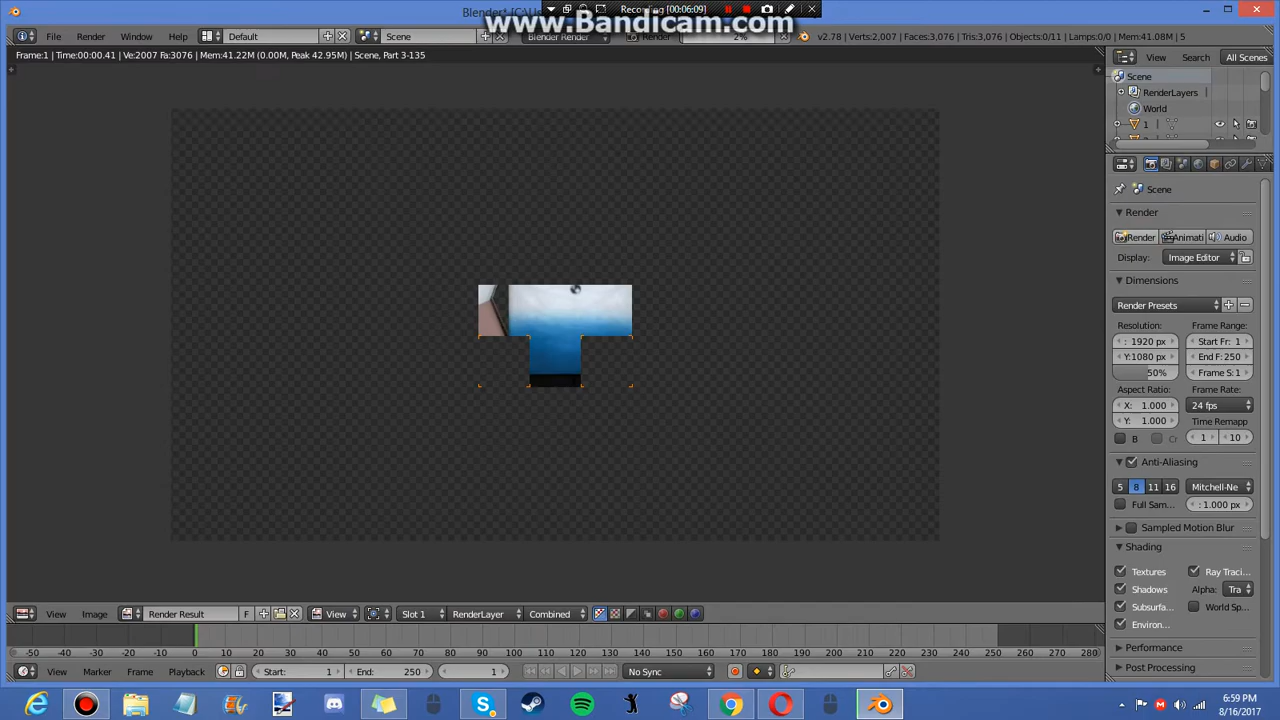 Blender* [C:\Us
Recording [00:06:09]
www.Bandicam.com
File Render Window Help Default Scene Blender Render Render 2% v2.78 | Verts:2,007 | Faces:3,076 | Tris:3,076 | Objects:0/11 | Lamps:0/0 | Mem:41.08M | S
Frame:1 | Time:00:00.41 | Ve:2007 Fa:3076 | Mem:41.22M (0.00M, Peak 42.95M) | Scene, Part 3-135
View Search All Scenes
Scene
RenderLayers
World
1
Scene
Render
Render Animati Audio
Display: Image Editor
Dimensions
Render Presets
Resolution: Frame Range:
: 1920 px Start Fr: 1
Y:1080 px End F: 250
50% Frame S: 1
Aspect Ratio: Frame Rate:
X: 1.000 24 fps
Y: 1.000 Time Remapp
B Cr 1 10
Anti-Aliasing
5 8 11 16 Mitchell-Ne
Full Sam... : 1.000 px
Sampled Motion Blur
Shading
Textures Ray Traci...
Shadows Alpha: Tra
Subsurfa... World Sp...
Environ...
Performance
Post Processing
View Image Render Result F View Slot 1 RenderLayer Combined
-50 -40 -30 -20 -10 0 10 20 30 40 50 60 70 80 90 100 110 120 130 140 150 160 170 180 190 200 210 220 230 240 250 260 270 280
View Marker Frame Playback Start: 1 End: 250 1 No Sync
6:59 PM
8/16/2017